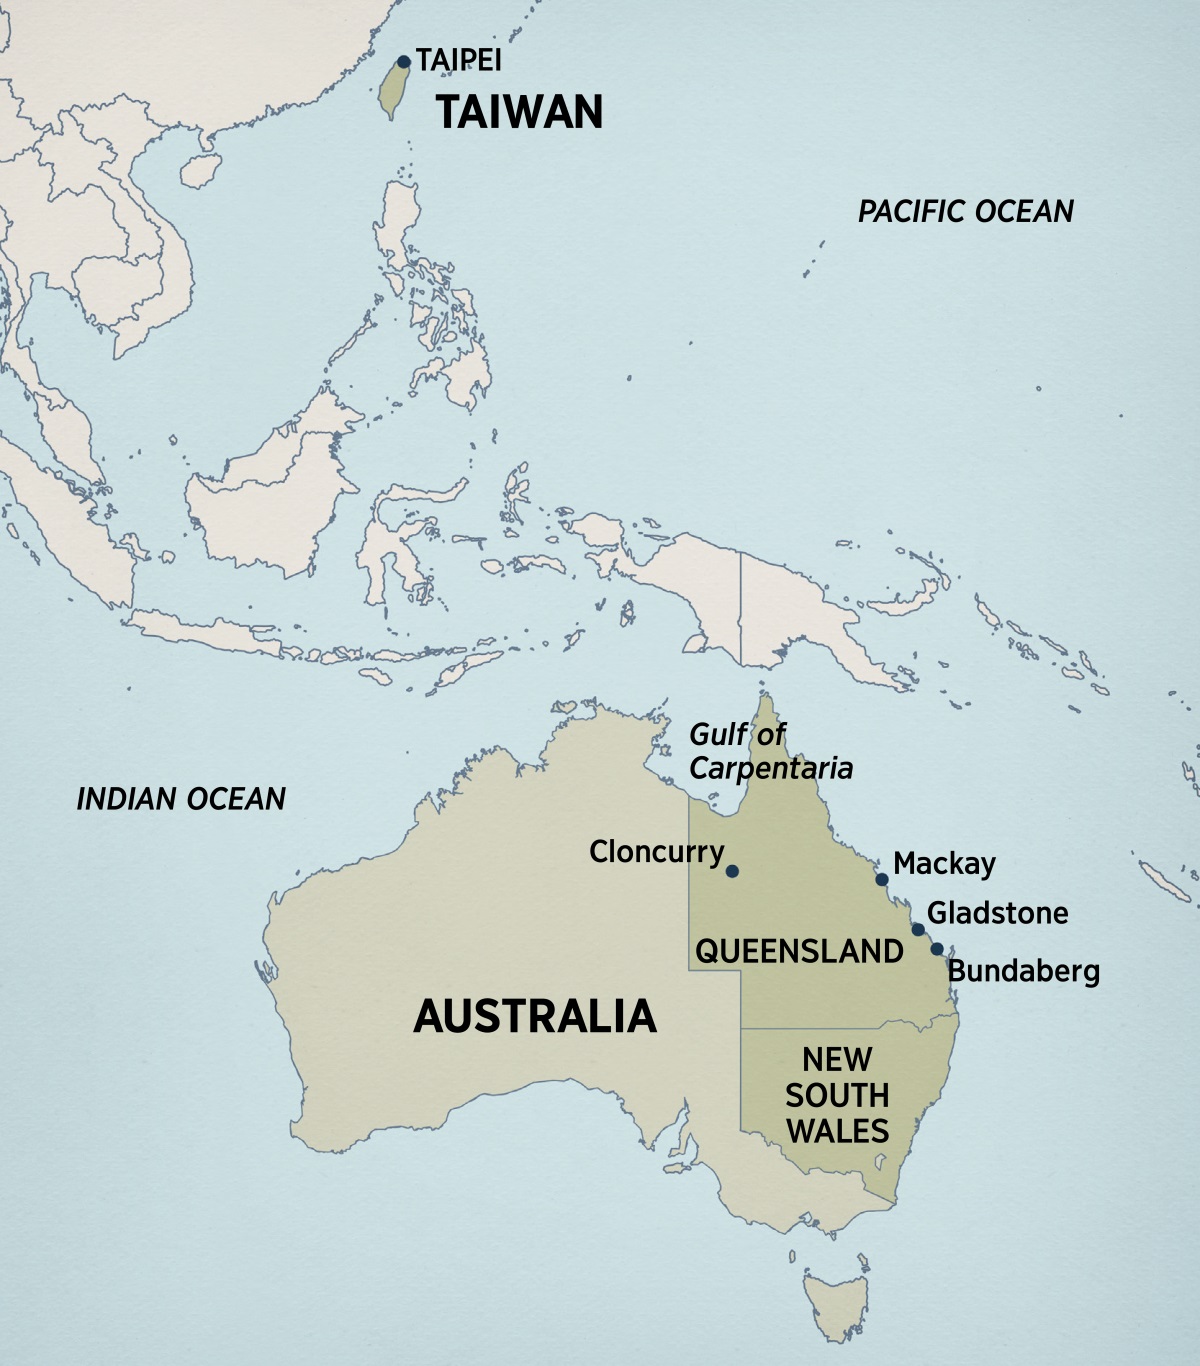 TAIPEI
TAIWAN
PACIFIC OCEAN
Gulf of
Carpentaria
INDIAN OCEAN
Cloncurry
Mackay
Gladstone
QUEENSLAND
Bundaberg
AUSTRALIA
NEW
SOUTH
WALES